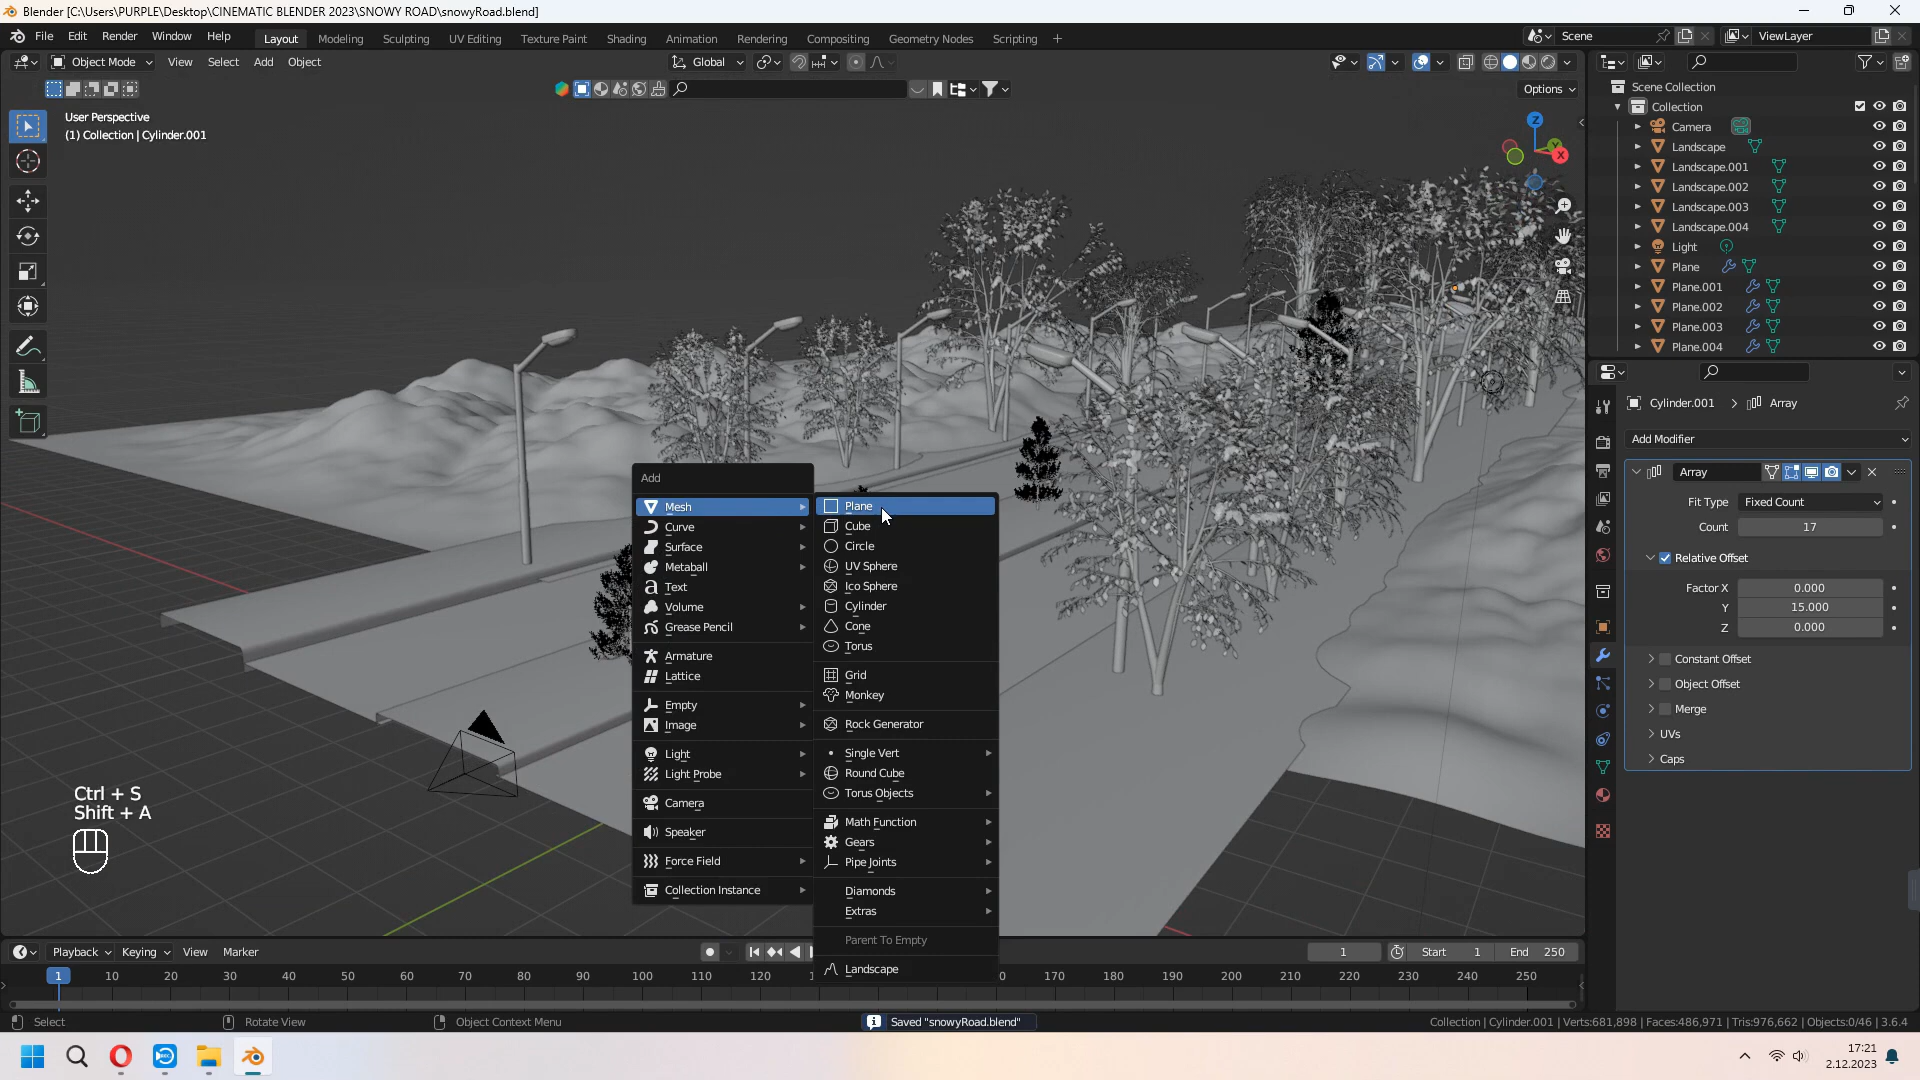 Blender [C:\Users\PURPLE\Desktop\CINEMATIC BLENDER 2023\SNOWY ROAD\snowyRoad.blend]
File Edit Render Window Help
Layout Modeling Sculpting UV Editing Texture Paint Shading Animation Rendering Compositing Geometry Nodes Scripting +
Scene
ViewLayer
Object Mode View Select Add Object
Global
Options
User Perspective
(1) Collection | Cylinder.001
Z
Y
X
Scene Collection
Collection
Camera
Landscape
Landscape.001
Landscape.002
Landscape.003
Landscape.004
Light
Plane
Plane.001
Plane.002
Plane.003
Plane.004
Cylinder.001 > Array
Add Modifier
Array
Fit Type Fixed Count
Count 17
Relative Offset
Factor X 0.000
Y 15.000
Z 0.000
Constant Offset
Object Offset
Merge
UVs
Caps
Add
Mesh
Curve
Surface
Metaball
Text
Volume
Grease Pencil
Armature
Lattice
Empty
Image
Light
Light Probe
Camera
Speaker
Force Field
Collection Instance
Plane
Cube
Circle
UV Sphere
Ico Sphere
Cylinder
Cone
Torus
Grid
Monkey
Rock Generator
Single Vert
Round Cube
Torus Objects
Math Function
Gears
Pipe Joints
Diamonds
Extras
Parent To Empty
Landscape
Ctrl + S
Shift + A
Playback Keying View Marker
1 Start 1 End 250
1 10 20 30 40 50 60 70 80 90 100 110 120 0 170 180 190 200 210 220 230 240 250
Select Rotate View Object Context Menu
Saved "snowyRoad.blend"
Collection | Cylinder.001 | Verts:681,898 | Faces:486,971 | Tris:976,662 | Objects:0/46 | 3.6.4
17:21
2.12.2023